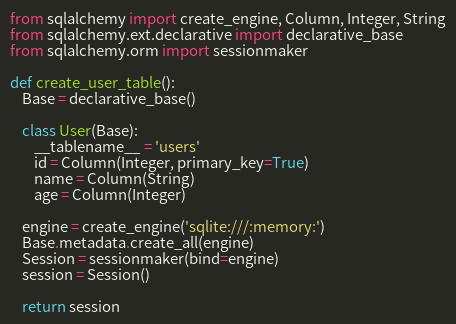 from sqlalchemy import create_engine, Column, Integer, String
from sqlalchemy.ext.declarative import declarative_base
from sqlalchemy.orm import sessionmaker

def create_user_table():
    Base = declarative_base()

    class User(Base):
        __tablename__ = 'users'
        id = Column(Integer, primary_key=True)
        name = Column(String)
        age = Column(Integer)

    engine = create_engine('sqlite:///:memory:')
    Base.metadata.create_all(engine)
    Session = sessionmaker(bind=engine)
    session = Session()

    return session